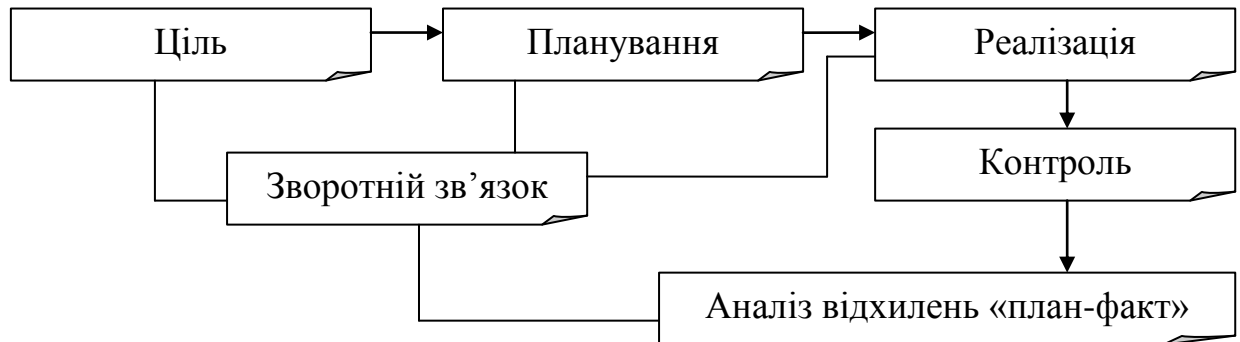 Ціль
Планування
Реалізація
Зворотній зв’язок
Контроль
Аналіз відхилень «план-факт»